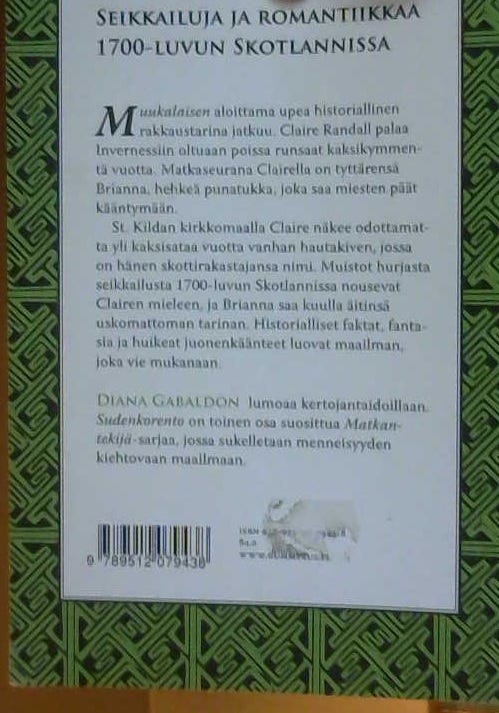 SEIKKAILUJA JA ROMANTIIKKAA
1700-LUVUN SKOTLANNISSA
Muukalaisen aloittama upea historiallinen
rakkaustarina jatkuu. Claire Randall palaa
Invernessiin oltuaan poissa runsaat kaksikymmen-
tä vuotta. Matkaseurana Clairella on tyttärensä
Brianna, hehkeä punatukka, joka saa miesten päät
kääntymään.
St. Kildan kirkkomaalla Claire näkee odottamat-
ta yli kaksisataa vuotta vanhan hautakiven, jossa
on hänen skottirakastajansa nimi. Muistot hurjasta
seikkailusta 1700-luvun Skotlannissa nousevat
Clairen mieleen, ja Brianna saa kuulla äitinsä
uskomattoman tarinan. Historialliset faktat, fanta-
sia ja huikeat juonenkäänteet luovat maailman,
joka vie mukanaan.
DIANA GABALDON lumoaa kertojantaidoillaan.
Sudenkorento on toinen osa suosittua Matkan-
tekijä-sarjaa, jossa sukelletaan menneisyyden
kiehtovaan maailmaan.
ISBN
84.2
9 789512 079438